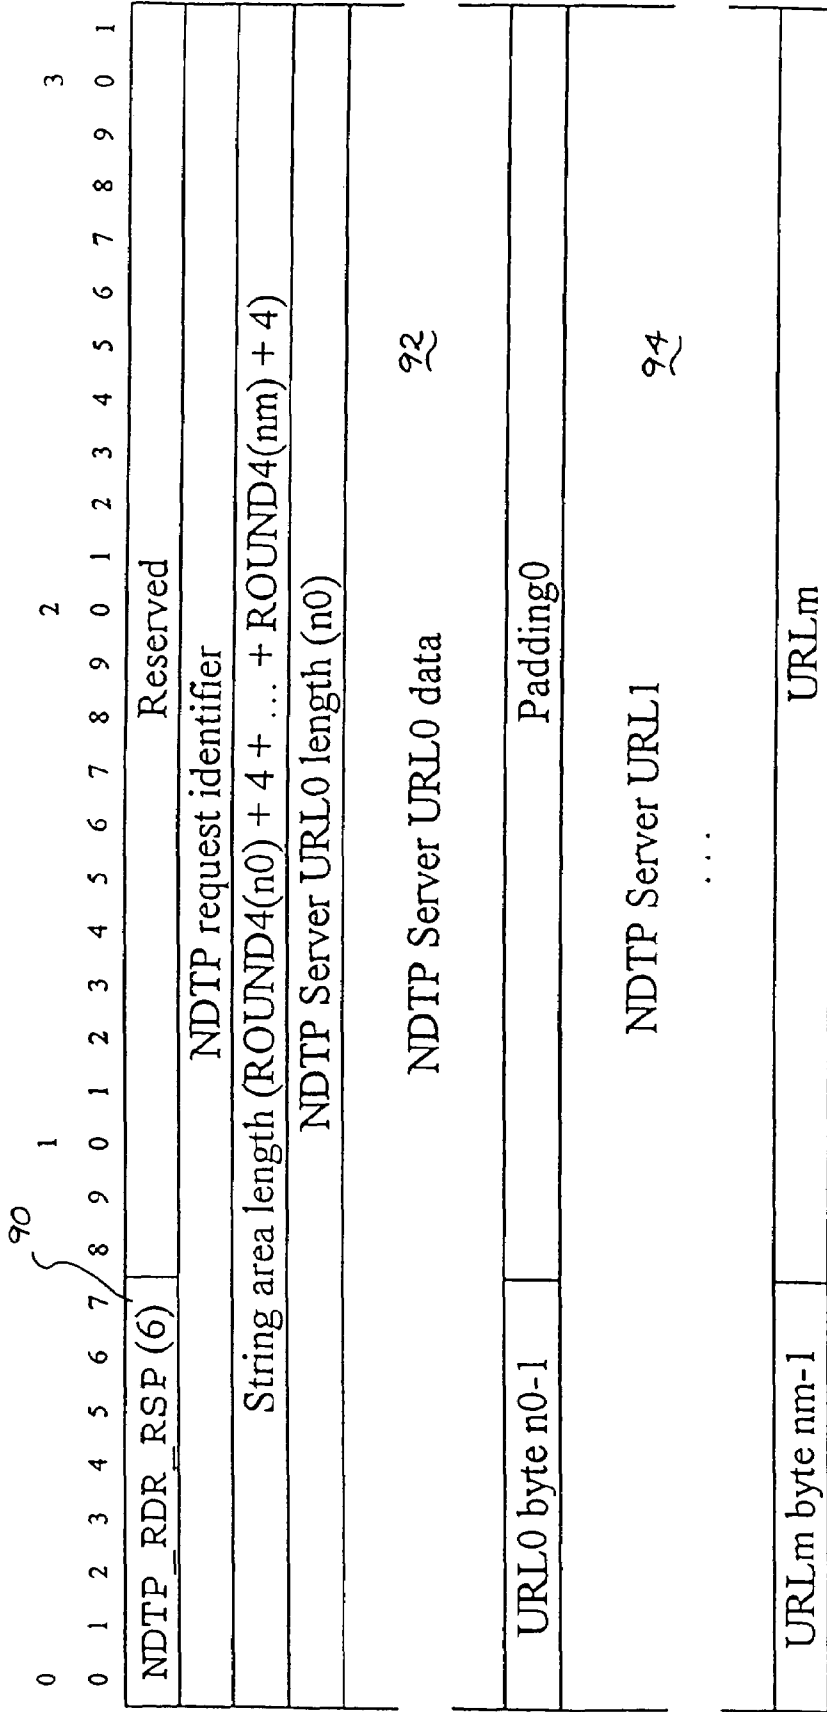 90
0 1 2 3
0 1 2 3 4 5 6 7 8 9 0 1 2 3 4 5 6 7 8 9 0 1 2 3 4 5 6 7 8 9 0 1
NDTP_RDR_RSP (6) Reserved
NDTP request identifier
String area length (ROUND4(n0) + 4 + ... + ROUND4(nm) + 4)
NDTP Server URL0 length (n0)
NDTP Server URL0 data 92
URL0 byte n0-1 Padding0
NDTP Server URL1 94
...
URLm byte nm-1 URLm